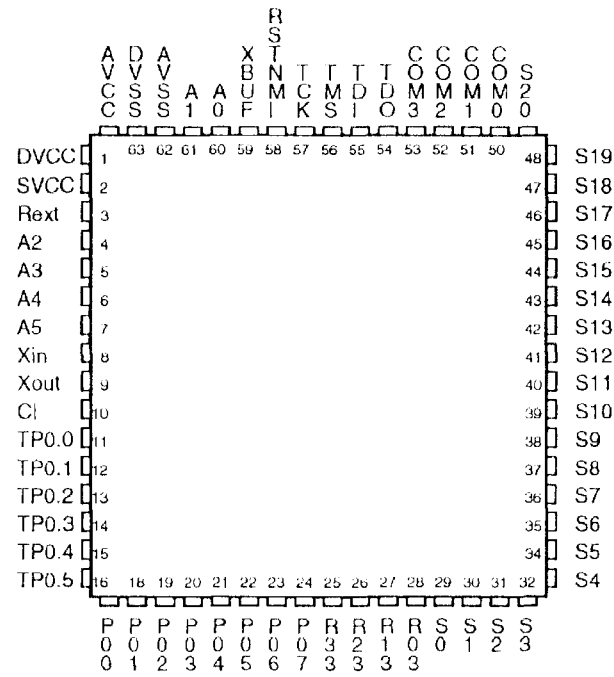 AVCC DVSS AVSS A1 A0 XBUF RSTNMI TCK TMS TDI TDO COM3 COM2 COM1 COM0 S20
63 62 61 60 59 58 57 56 55 54 53 52 51 50
DVCC 1 48 S19
SVCC 2 47 S18
Rext 3 46 S17
A2 4 45 S16
A3 5 44 S15
A4 6 43 S14
A5 7 42 S13
Xin 8 41 S12
Xout 9 40 S11
CI 10 39 S10
TP0.0 11 38 S9
TP0.1 12 37 S8
TP0.2 13 36 S7
TP0.3 14 35 S6
TP0.4 15 34 S5
TP0.5 16 18 19 20 21 22 23 24 25 26 27 28 29 30 31 32 S4
P00 P01 P02 P03 P04 P05 P06 P07 R33 R23 R13 R03 S0 S1 S2 S3